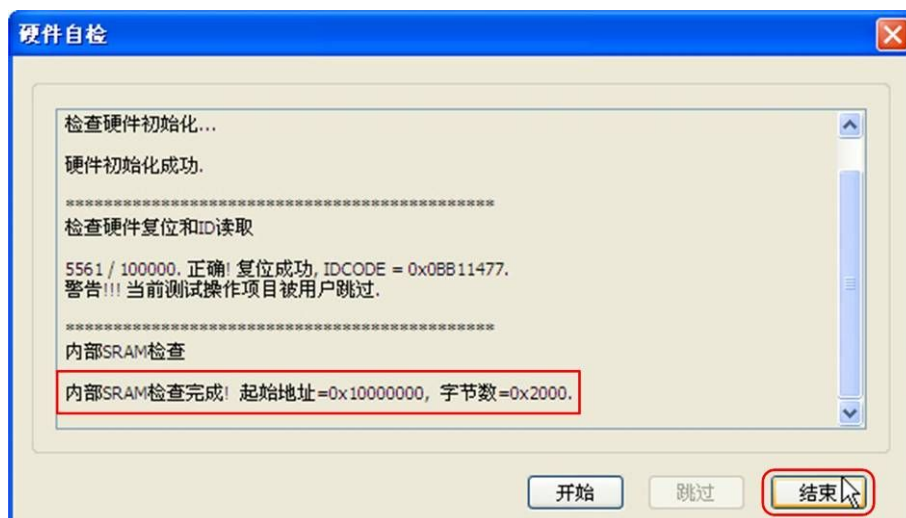 硬件自检
检查硬件初始化...
硬件初始化成功.
*********************************************
检查硬件复位和ID读取
5561 / 100000. 正确! 复位成功, IDCODE = 0x0BB11477.
警告!!! 当前测试操作项目被用户跳过.
*********************************************
内部SRAM检查
内部SRAM检查完成! 起始地址=0x10000000, 字节数=0x2000.
开始 跳过 结束